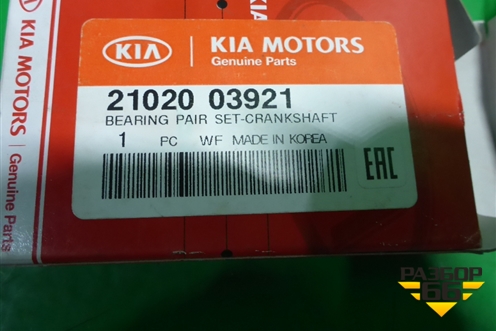 KIA
KIA MOTORS
Genuine Parts
21020 03921
BEARING PAIR SET-CRANKSHAFT
1 PC WF MADE IN KOREA
EAC
KIA MOTORS
Genuine Parts
РАЗБОР
66